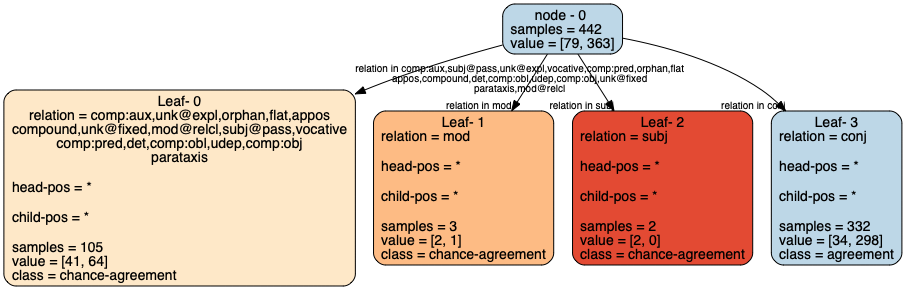 node - 0
samples = 442
value = [79, 363]
relation in comp:aux,subj@pass,unk@expl,vocative,comp:pred,orphan,flat
appos,compound,det,comp:obl,udep,comp:obj,unk@fixed
parataxis,mod@relcl
relation in mod
relation in subj
relation in conj
Leaf- 0
relation = comp:aux,unk@expl,orphan,flat,appos
compound,unk@fixed,mod@relcl,subj@pass,vocative
comp:pred,det,comp:obl,udep,comp:obj
parataxis
head-pos = *
child-pos = *
samples = 105
value = [41, 64]
class = chance-agreement
Leaf- 1
relation = mod
head-pos = *
child-pos = *
samples = 3
value = [2, 1]
class = chance-agreement
Leaf- 2
relation = subj
head-pos = *
child-pos = *
samples = 2
value = [2, 0]
class = chance-agreement
Leaf- 3
relation = conj
head-pos = *
child-pos = *
samples = 332
value = [34, 298]
class = agreement